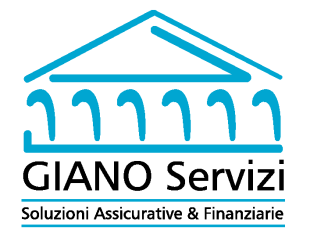 GIANO Servizi
Soluzioni Assicurative & Finanziarie